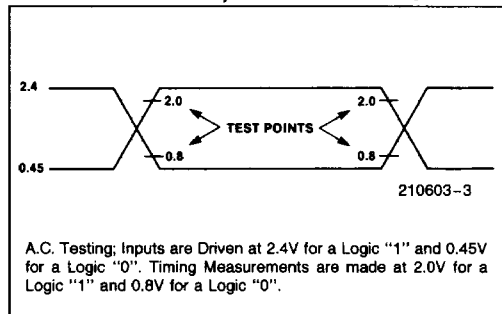 2.4
2.0 2.0
TEST POINTS
0.8 0.8
0.45
210603-3
A.C. Testing; Inputs are Driven at 2.4V for a Logic "1" and 0.45V
for a Logic "0". Timing Measurements are made at 2.0V for a
Logic "1" and 0.8V for a Logic "0".